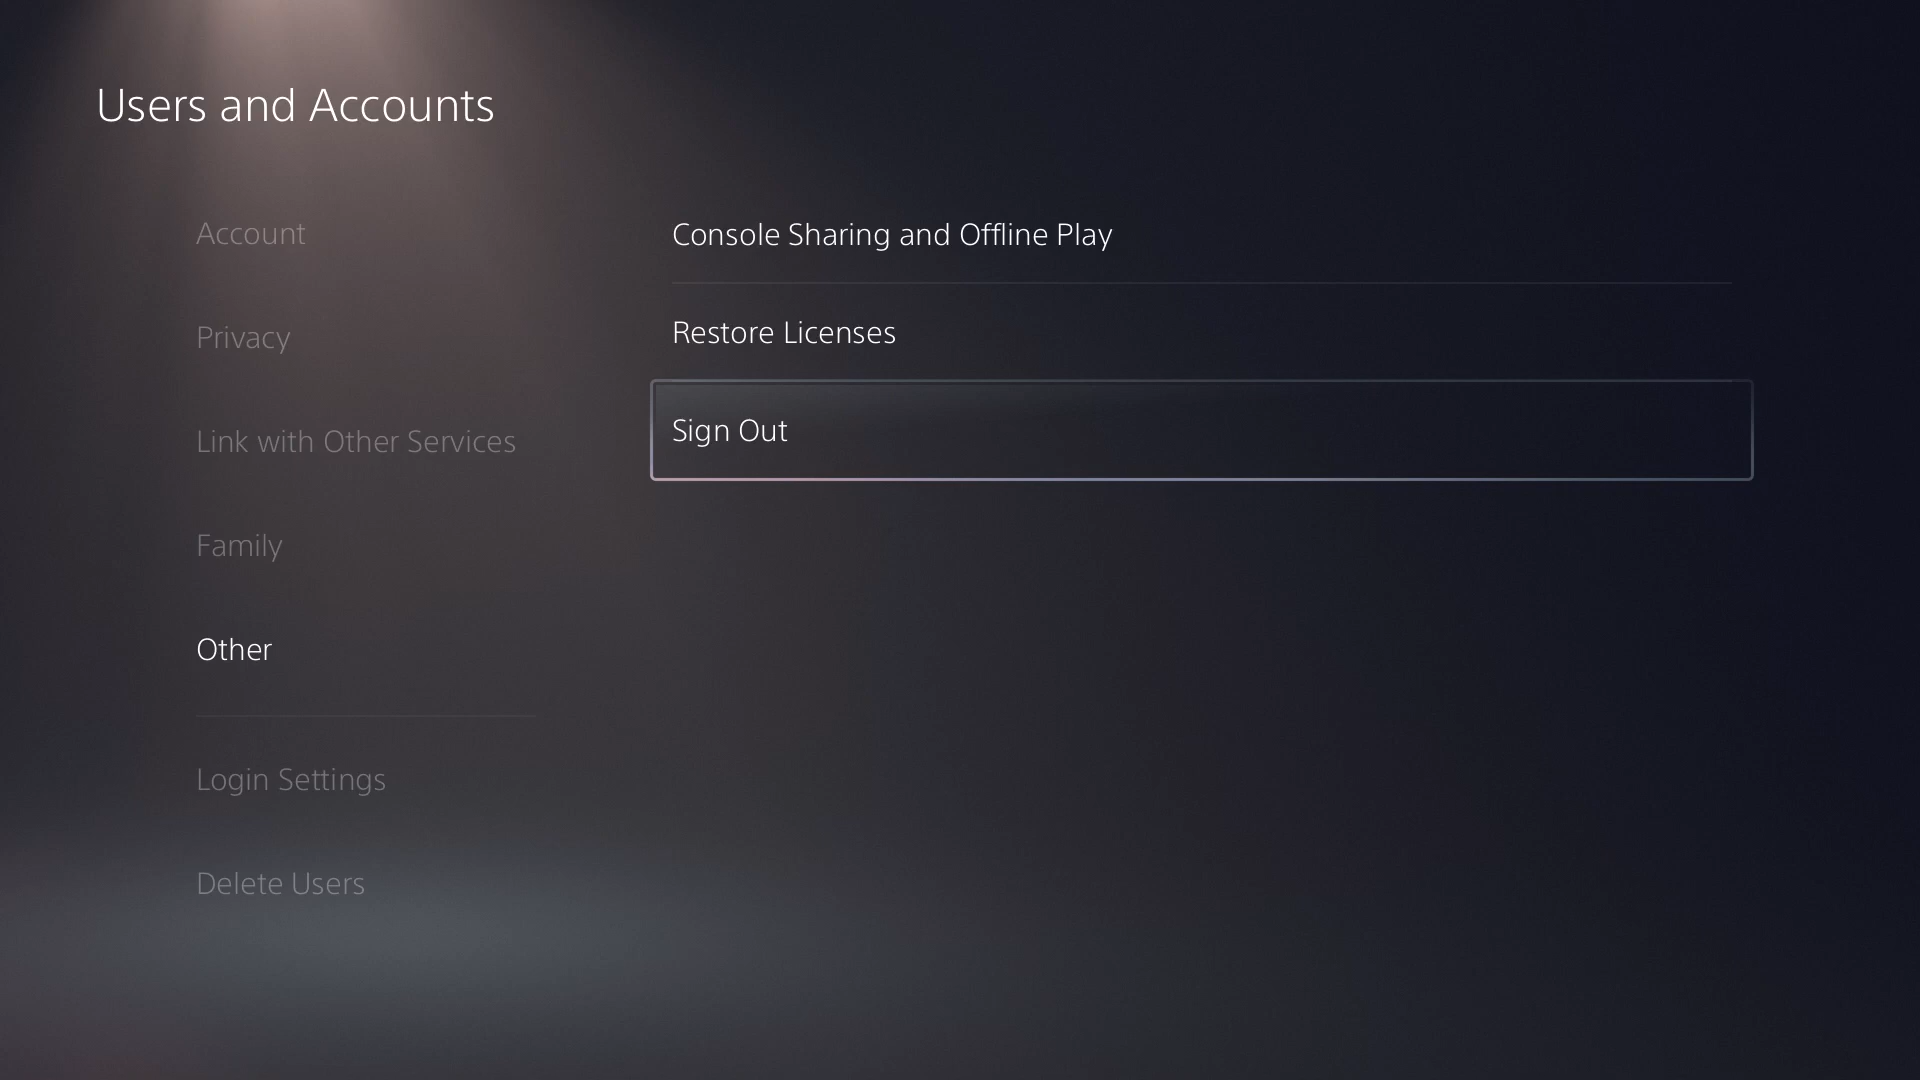 Users and Accounts
Account
Privacy
Link with Other Services
Family
Other
Login Settings
Delete Users
Console Sharing and Offline Play
Restore Licenses
Sign Out